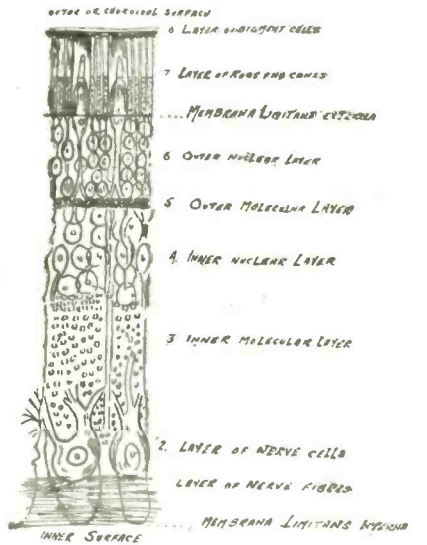 OUTER OR CHOROIDAL SURFACE
8 LAYER OF PIGMENT CELLS
7 LAYER OF RODS AND CONES
MEMBRANA LIMITANS EXTERNA
6 OUTER NUCLEAR LAYER
5 OUTER MOLECULAR LAYER
4. INNER NUCLEAR LAYER
3 INNER MOLECULAR LAYER
2. LAYER OF NERVE CELLS
LAYER OF NERVE FIBRES
MEMBRANA LIMITANS INTERNA
INNER SURFACE